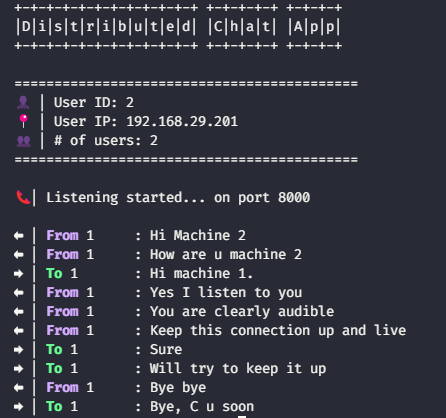 +-+-+-+-+-+-+-+-+-+-+-+ +-+-+-+-+ +-+-+-+
|D|i|s|t|r|i|b|u|t|e|d| |C|h|a|t| |A|p|p|
+-+-+-+-+-+-+-+-+-+-+-+ +-+-+-+-+ +-+-+-+
==========================================
👤 | User ID: 2
📍 | User IP: 192.168.29.201
👥 | # of users: 2
==========================================
📞| Listening started... on port 8000
⬅ | From 1     : Hi Machine 2
⬅ | From 1     : How are u machine 2
➡ | To 1       : Hi machine 1.
⬅ | From 1     : Yes I listen to you
⬅ | From 1     : You are clearly audible
⬅ | From 1     : Keep this connection up and live
➡ | To 1       : Sure
➡ | To 1       : Will try to keep it up
⬅ | From 1     : Bye bye
➡ | To 1       : Bye, C u soon